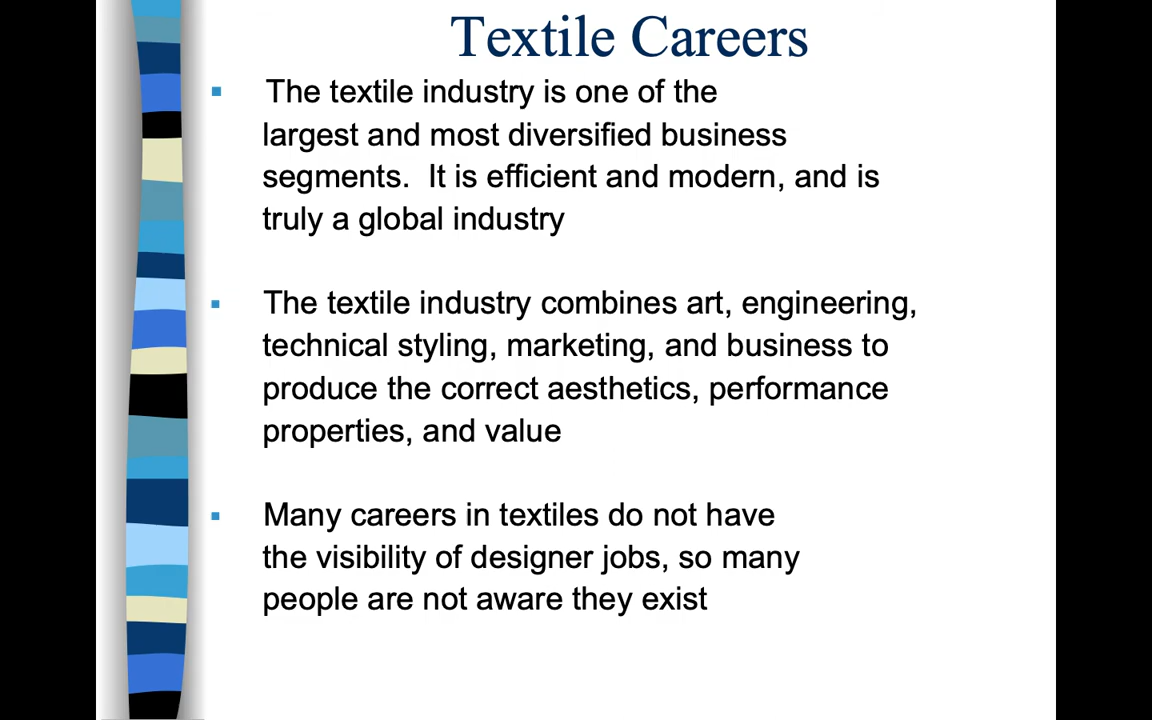 Textile Careers
The textile industry is one of the
largest and most diversified business
segments.  It is efficient and modern, and is
truly a global industry
The textile industry combines art, engineering,
technical styling, marketing, and business to
produce the correct aesthetics, performance
properties, and value
Many careers in textiles do not have
the visibility of designer jobs, so many
people are not aware they exist